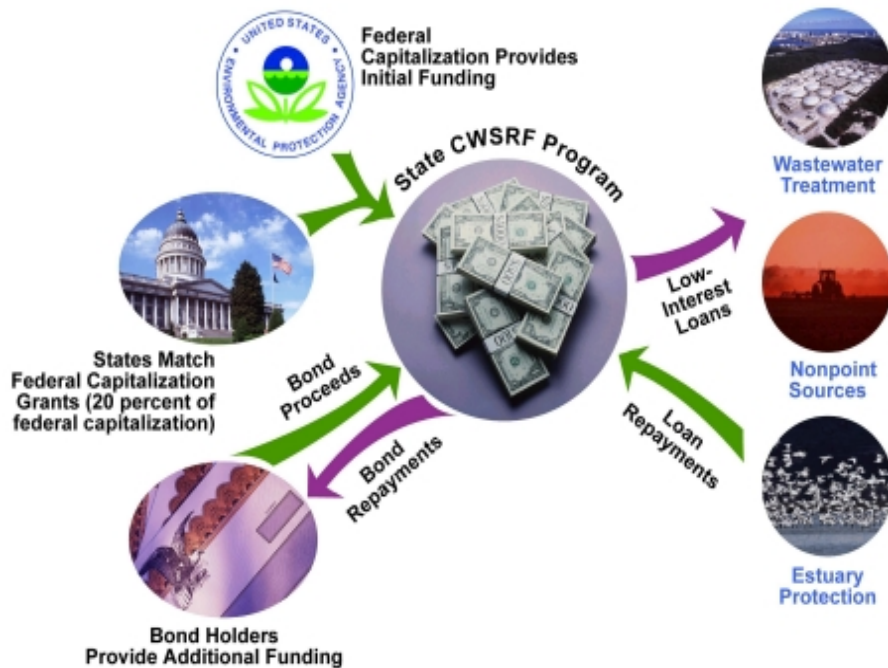 UNITED STATES
ENVIRONMENTAL PROTECTION AGENCY
Federal
Capitalization Provides
Initial Funding
State CWSRF Program
Wastewater
Treatment
States Match
Federal Capitalization
Grants (20 percent of
federal capitalization)
Low-
Interest
Loans
Nonpoint
Sources
Bond
Proceeds
Bond
Repayments
Loan
Repayments
Estuary
Protection
Bond Holders
Provide Additional Funding